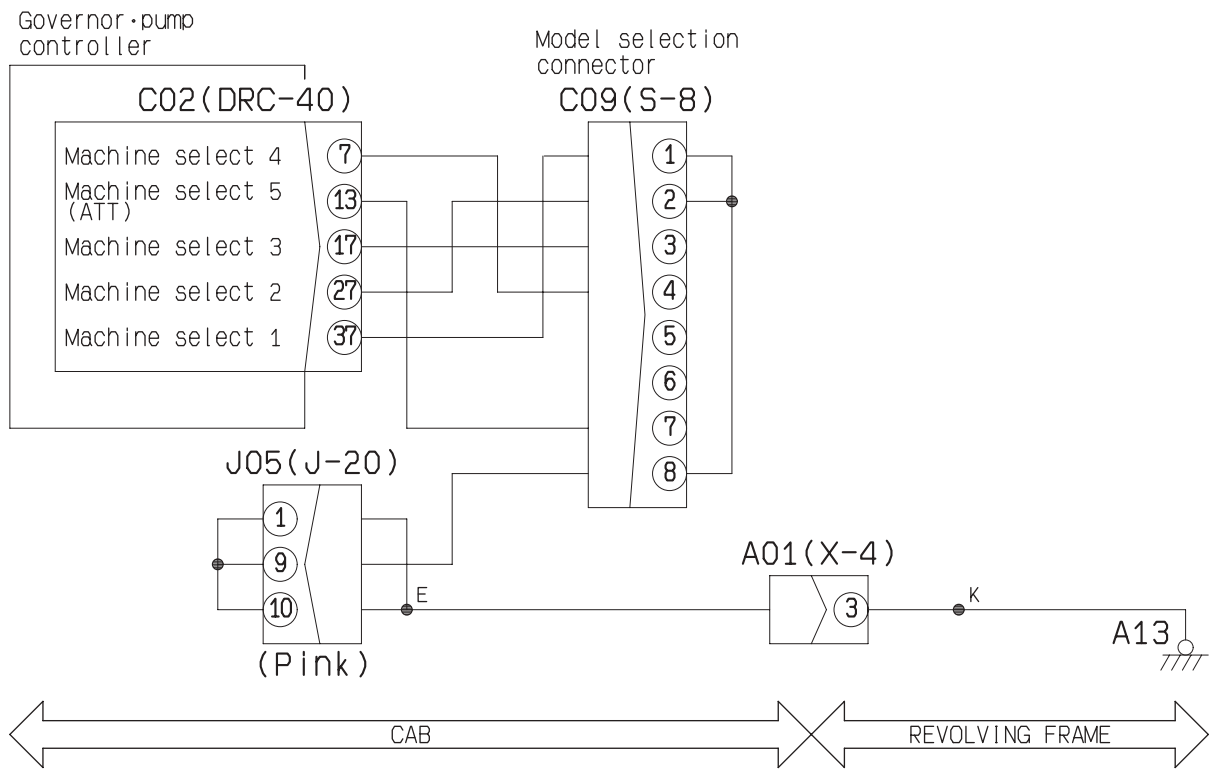 Governor・pump
controller
Model selection
connector
C02(DRC-40)
C09(S-8)
Machine select 4
7
Machine select 5
(ATT)
13
Machine select 3
17
Machine select 2
27
Machine select 1
37
1
2
3
4
5
6
7
8
J05(J-20)
1
9
10
(Pink)
E
A01(X-4)
3
K
A13
CAB
REVOLVING FRAME